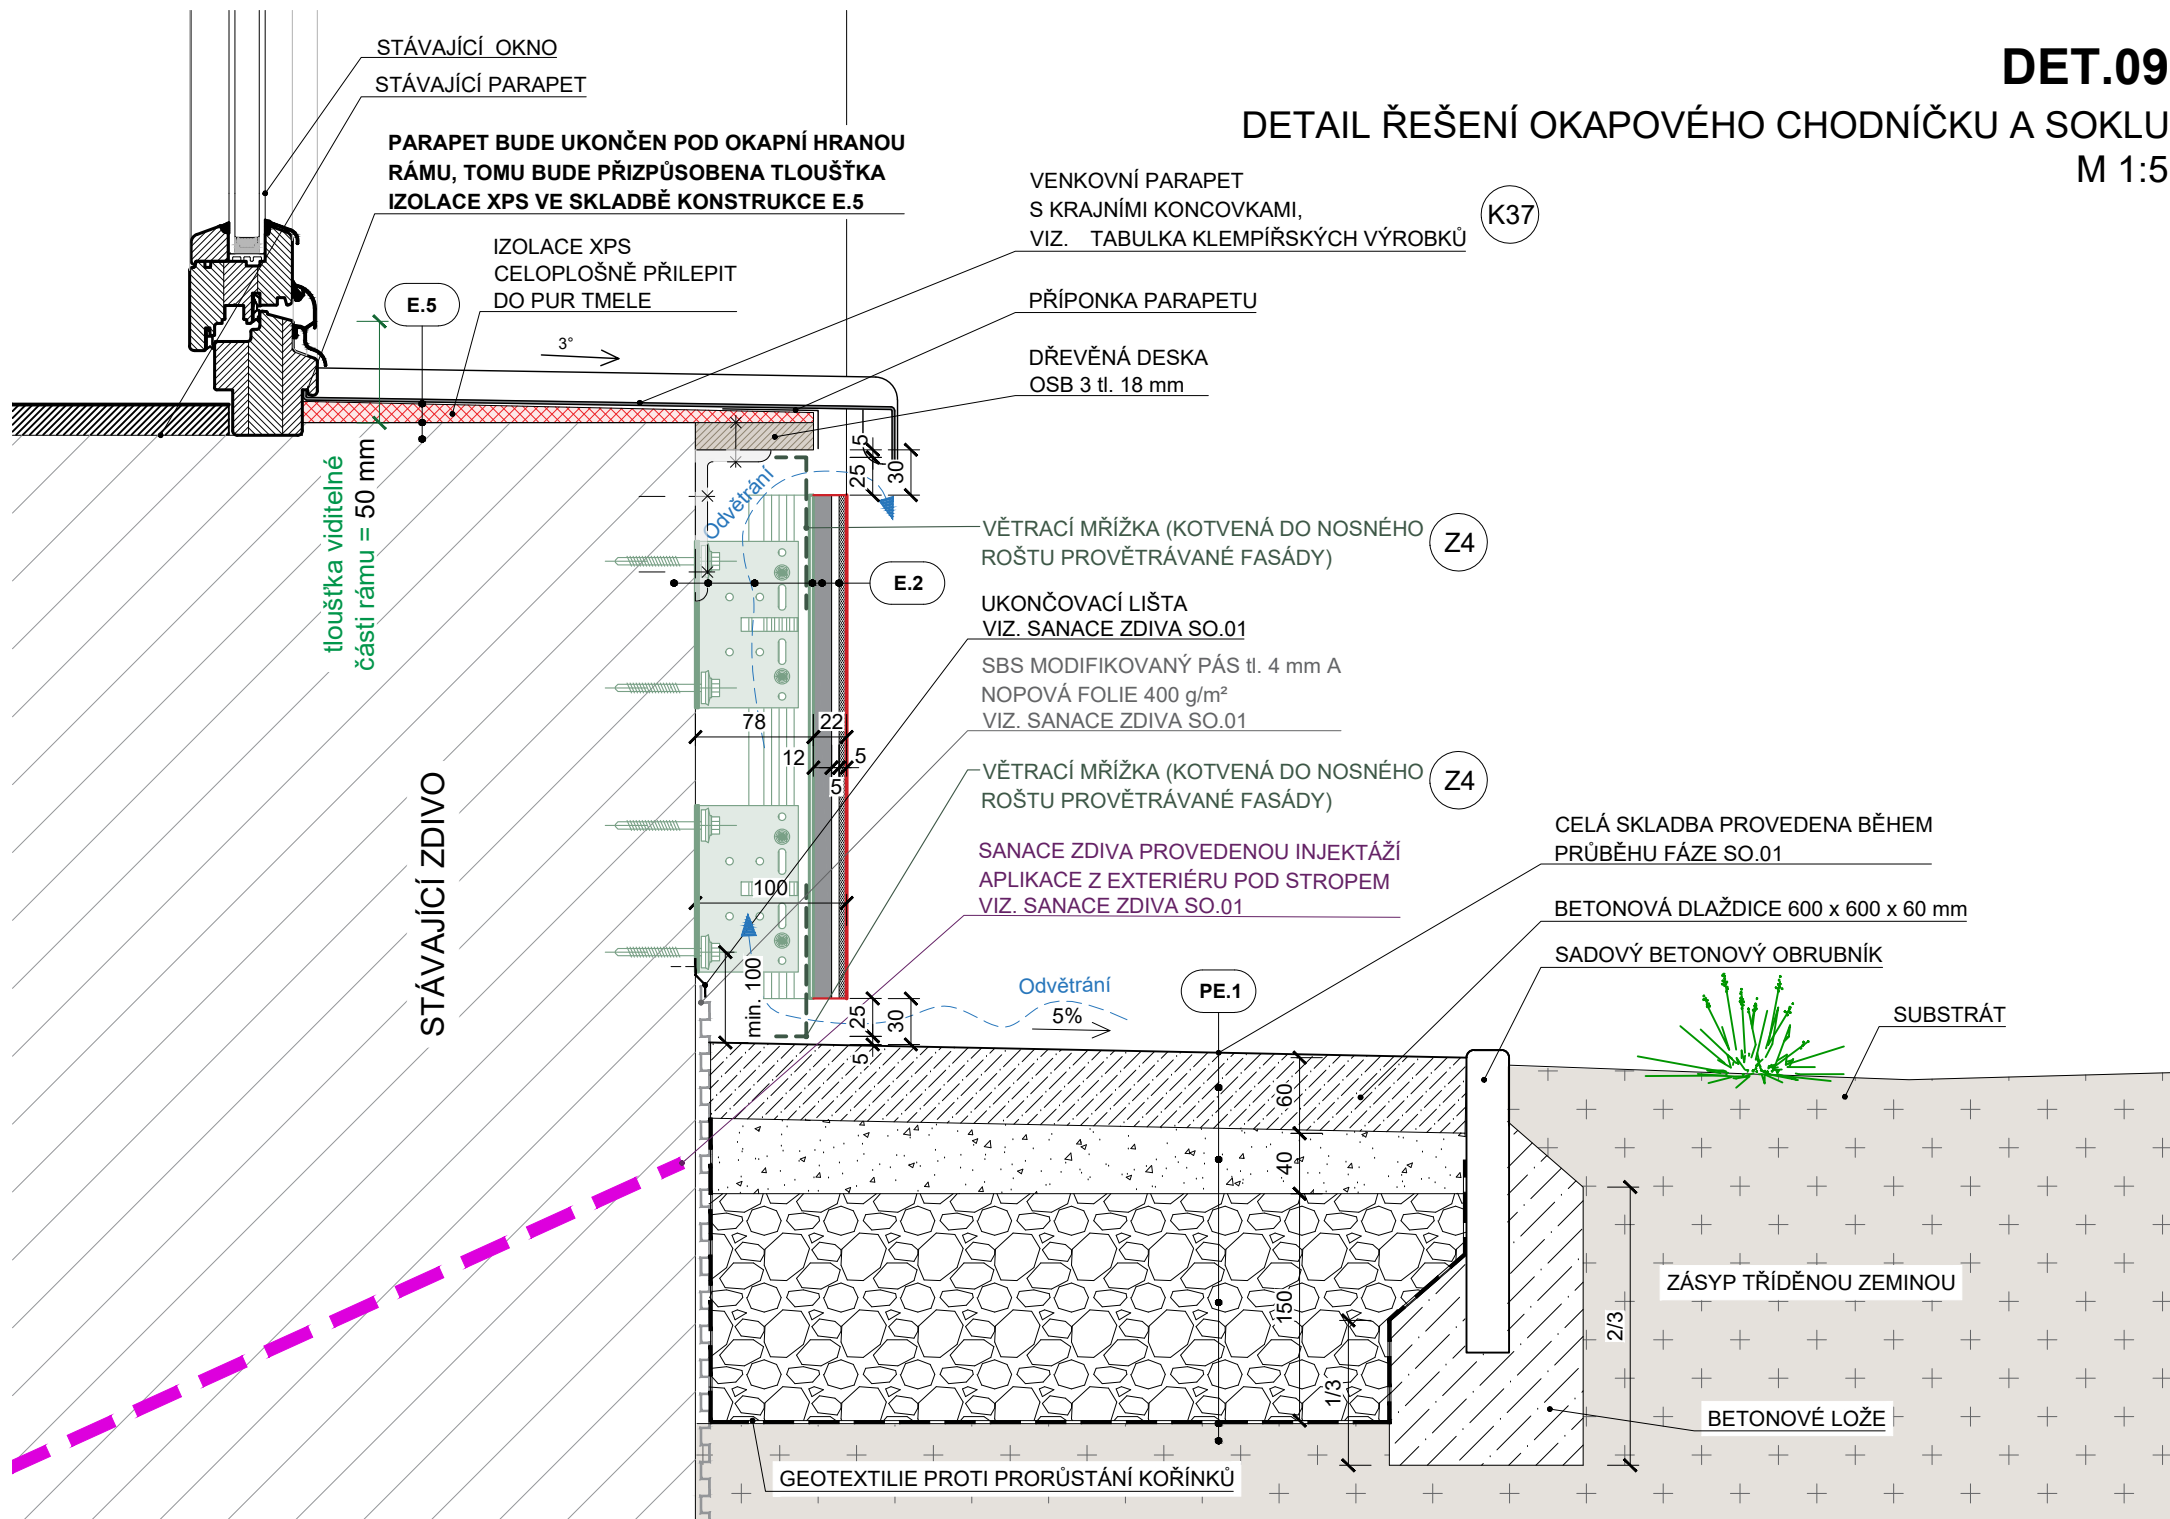 DET.09
DETAIL ŘEŠENÍ OKAPOVÉHO CHODNÍČKU A SOKLU
M 1:5
STÁVAJÍCÍ OKNO
STÁVAJÍCÍ PARAPET
PARAPET BUDE UKONČEN POD OKAPNÍ HRANOU
RÁMU, TOMU BUDE PŘIZPŮSOBENA TLOUŠŤKA
IZOLACE XPS VE SKLADBĚ KONSTRUKCE E.5
IZOLACE XPS
CELOPLOŠNĚ PŘILEPIT
DO PUR TMELE
E.5
3°
VENKOVNÍ PARAPET
S KRAJNÍMI KONCOVKAMI,
VIZ. TABULKA KLEMPÍŘSKÝCH VÝROBKŮ
K37
PŘÍPONKA PARAPETU
DŘEVĚNÁ DESKA
OSB 3 tl. 18 mm
tloušťka viditelné
části rámu = 50 mm
5
25
30
Odvětrání
VĚTRACÍ MŘÍŽKA (KOTVENÁ DO NOSNÉHO
ROŠTU PROVĚTRÁVANÉ FASÁDY)
Z4
E.2
UKONČOVACÍ LIŠTA
VIZ. SANACE ZDIVA SO.01
SBS MODIFIKOVANÝ PÁS tl. 4 mm A
NOPOVÁ FOLIE 400 g/m²
VIZ. SANACE ZDIVA SO.01
78
22
12
5
5
VĚTRACÍ MŘÍŽKA (KOTVENÁ DO NOSNÉHO
ROŠTU PROVĚTRÁVANÉ FASÁDY)
Z4
SANACE ZDIVA PROVEDENOU INJEKTÁŽÍ
APLIKACE Z EXTERIÉRU POD STROPEM
VIZ. SANACE ZDIVA SO.01
100
STÁVAJÍCÍ ZDIVO
min. 100
25
30
5
Odvětrání
5%
PE.1
CELÁ SKLADBA PROVEDENA BĚHEM
PRŮBĚHU FÁZE SO.01
BETONOVÁ DLAŽDICE 600 x 600 x 60 mm
SADOVÝ BETONOVÝ OBRUBNÍK
SUBSTRÁT
60
40
150
1/3
2/3
ZÁSYP TŘÍDĚNOU ZEMINOU
BETONOVÉ LOŽE
GEOTEXTILIE PROTI PRORŮSTÁNÍ KOŘÍNKŮ